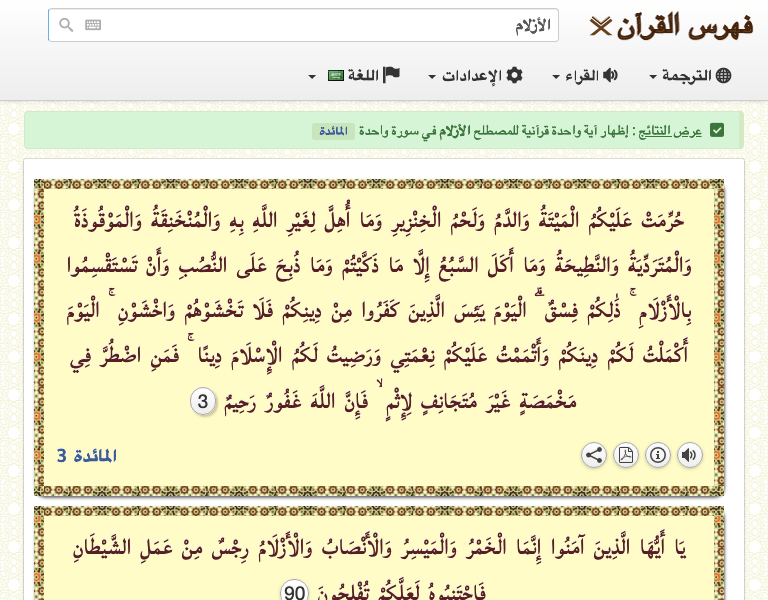 فهرس القرآن
الأزلام
الترجمة
القراء
الإعدادات
اللغة
عرض النتائج : إظهار آية واحدة قرآنية للمصطلح الأزلام في سورة واحدة المائدة
حُرِّمَتْ عَلَيْكُمُ الْمَيْتَةُ وَالدَّمُ وَلَحْمُ الْخِنْزِيرِ وَمَا أُهِلَّ لِغَيْرِ اللَّهِ بِهِ وَالْمُنْخَنِقَةُ وَالْمَوْقُوذَةُ
وَالْمُتَرَدِّيَةُ وَالنَّطِيحَةُ وَمَا أَكَلَ السَّبُعُ إِلَّا مَا ذَكَّيْتُمْ وَمَا ذُبِحَ عَلَى النُّصُبِ وَأَنْ تَسْتَقْسِمُوا
بِالْأَزْلَامِ ۚ ذَٰلِكُمْ فِسْقٌ ۗ الْيَوْمَ يَئِسَ الَّذِينَ كَفَرُوا مِنْ دِينِكُمْ فَلَا تَخْشَوْهُمْ وَاخْشَوْنِ ۚ الْيَوْمَ
أَكْمَلْتُ لَكُمْ دِينَكُمْ وَأَتْمَمْتُ عَلَيْكُمْ نِعْمَتِي وَرَضِيتُ لَكُمُ الْإِسْلَامَ دِينًا ۚ فَمَنِ اضْطُرَّ فِي
مَخْمَصَةٍ غَيْرَ مُتَجَانِفٍ لِإِثْمٍ ۙ فَإِنَّ اللَّهَ غَفُورٌ رَحِيمٌ 3
المائدة 3
يَا أَيُّهَا الَّذِينَ آمَنُوا إِنَّمَا الْخَمْرُ وَالْمَيْسِرُ وَالْأَنْصَابُ وَالْأَزْلَامُ رِجْسٌ مِنْ عَمَلِ الشَّيْطَانِ
فَاجْتَنِبُوهُ لَعَلَّكُمْ تُفْلِحُونَ 90